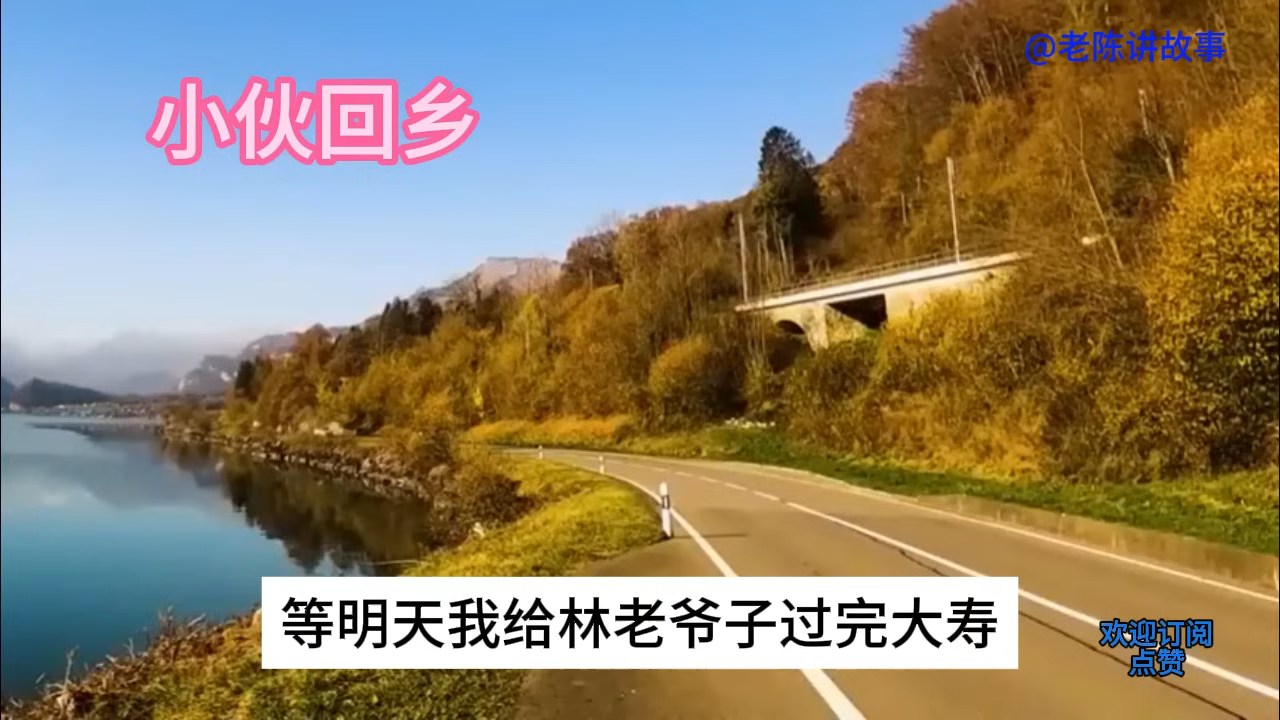 @老陈讲故事
小伙回乡
等明天我给林老爷子过完大寿
欢迎订阅
点赞